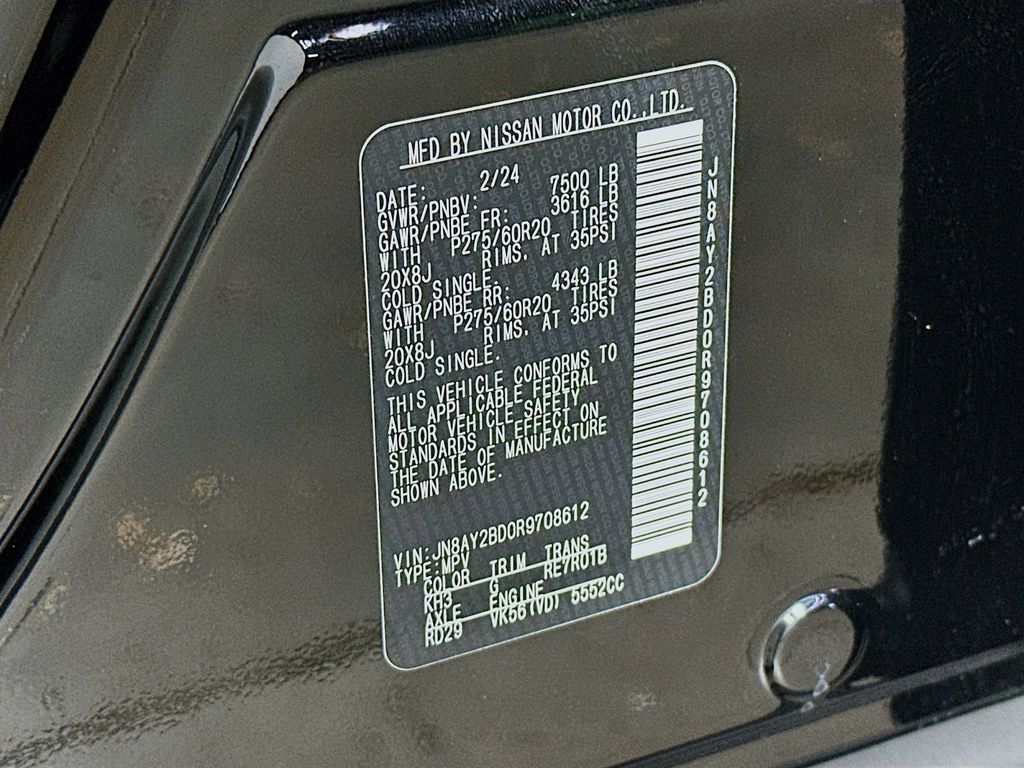 MFD BY NISSAN MOTOR CO.,LTD.
DATE: 2/24
GVWR/PNBV: 7500 LB
GAWR/PNBE FR: 3616 LB
WITH P275/60R20 TIRES
20X8J RIMS. AT 35PSI
COLD SINGLE.
GAWR/PNBE RR: 4343 LB
WITH P275/60R20 TIRES
20X8J RIMS. AT 35PSI
COLD SINGLE.
THIS VEHICLE CONFORMS TO
ALL APPLICABLE FEDERAL
MOTOR VEHICLE SAFETY
STANDARDS IN EFFECT ON
THE DATE OF MANUFACTURE
SHOWN ABOVE.
VIN:JN8AY2BD0R9708612
TYPE:MPV
COLOR TRIM TRANS
KH3 G RE7R01B
AXLE ENGINE
RD29 VK56(VD) 5552CC
JN8AY2BD0R9708612